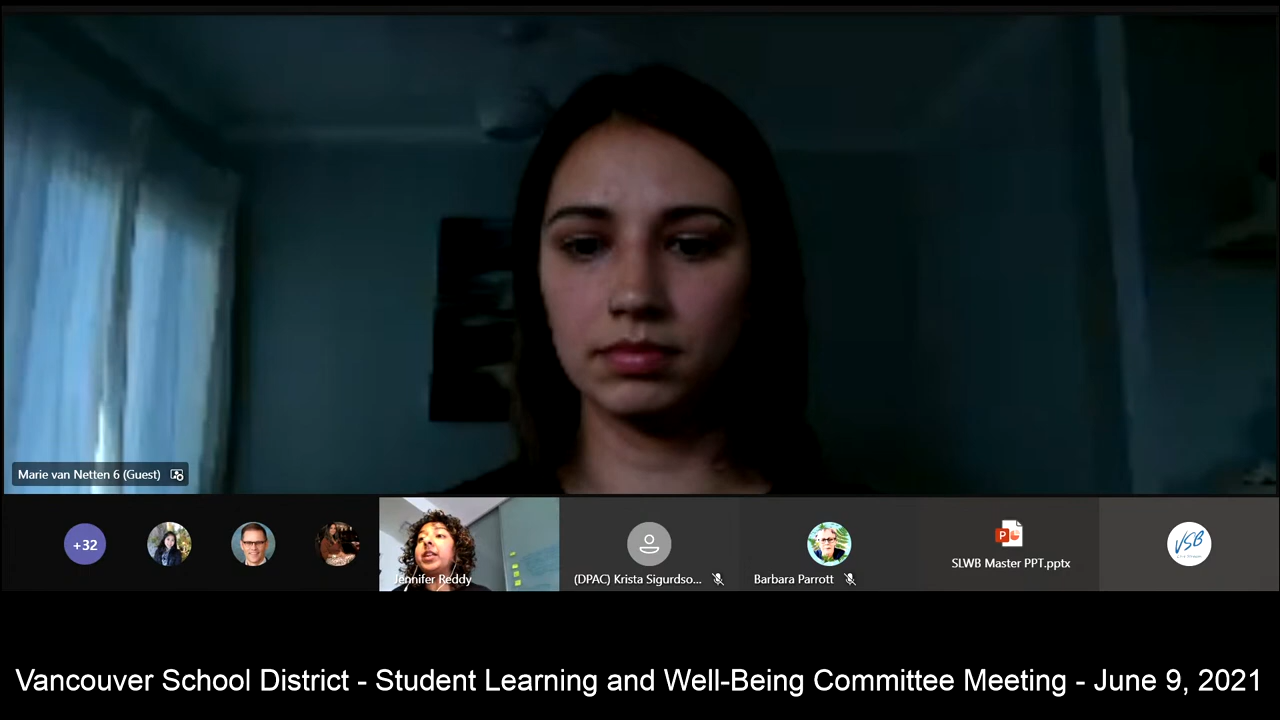 Marie van Netten 6 (Guest)
+32
Jennifer Reddy
(DPAC) Krista Sigurdso...
Barbara Parrott
P
SLWB Master PPT.pptx
VSB
Vancouver School District - Student Learning and Well-Being Committee Meeting - June 9, 2021